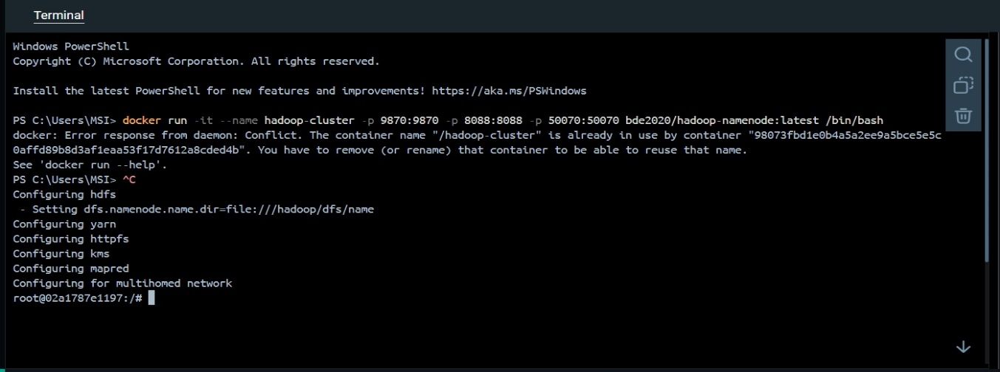 Terminal
Windows PowerShell
Copyright (C) Microsoft Corporation. All rights reserved.
Install the latest PowerShell for new features and improvements! https://aka.ms/PSWindows
PS C:\Users\MSI> docker run -it --name hadoop-cluster -p 9870:9870 -p 8088:8088 -p 50070:50070 bde2020/hadoop-namenode:latest /bin/bash
docker: Error response from daemon: Conflict. The container name "/hadoop-cluster" is already in use by container "98073fbd1e0b4a5a2ee9a5bce5e5c
0affd89b8d3af1eaa53f17d7612a8cded4b". You have to remove (or rename) that container to be able to reuse that name.
See 'docker run --help'.
PS C:\Users\MSI> ^C
Configuring hdfs
 - Setting dfs.namenode.name.dir=file:///hadoop/dfs/name
Configuring yarn
Configuring httpfs
Configuring kms
Configuring mapred
Configuring for multihomed network
root@02a1787e1197:/#